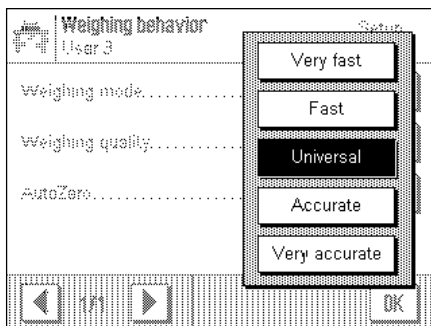 Weighing behavior
User 3
Setup
Weighing mode.............
Weighing quality............
AutoZero....................
Very fast
Fast
Universal
Accurate
Very accurate
1/1
OK